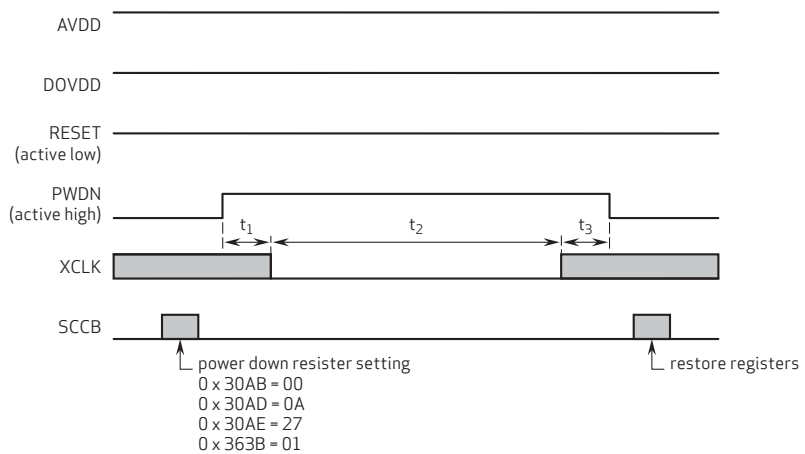 AVDD
DOVDD
RESET
(active low)
PWDN
(active high)
t1
t2
t3
XCLK
SCCB
power down resister setting
0 x 30AB = 00
0 x 30AD = 0A
0 x 30AE = 27
0 x 363B = 01
restore registers